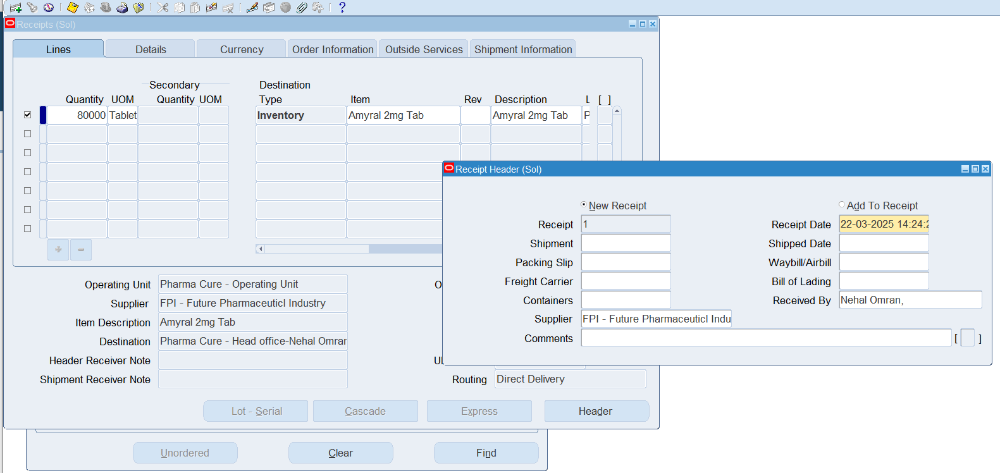 Receipts (Sol)
Lines Details Currency Order Information Outside Services Shipment Information
Secondary Destination
Quantity UOM Quantity UOM Type Item Rev Description L [ ]
80000 Tablet Inventory Amyral 2mg Tab Amyral 2mg Tab P
Operating Unit Pharma Cure - Operating Unit O
Supplier FPI - Future Pharmaceuticl Industry
Item Description Amyral 2mg Tab
Destination Pharma Cure - Head office-Nehal Omran
Header Receiver Note
Shipment Receiver Note
Routing Direct Delivery
Lot - Serial Cascade Express Header
Unordered Clear Find
Receipt Header (Sol)
New Receipt Add To Receipt
Receipt 1 Receipt Date 22-03-2025 14:24:2
Shipment Shipped Date
Packing Slip Waybill/Airbill
Freight Carrier Bill of Lading
Containers Received By Nehal Omran,
Supplier FPI - Future Pharmaceuticl Indu
Comments [ ]